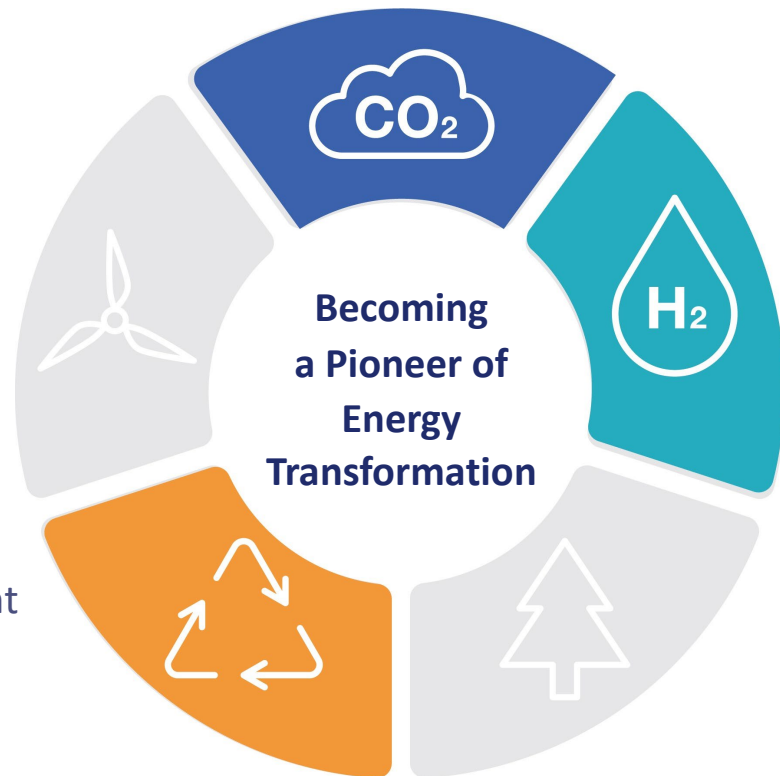 CO₂
H₂
Becoming
a Pioneer of
Energy
Transformation